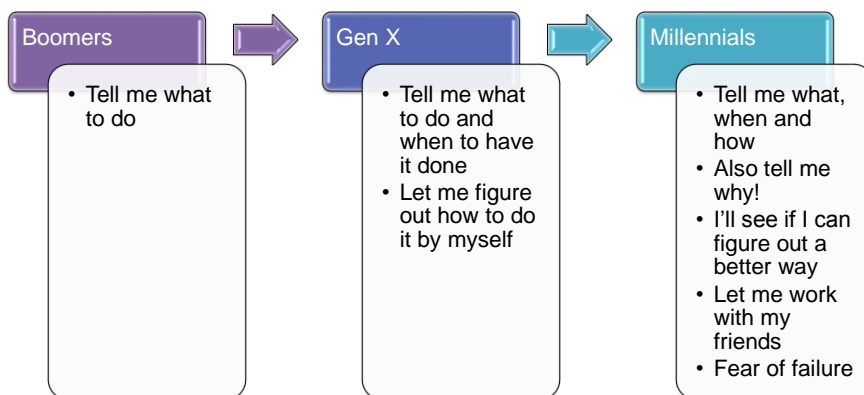 Boomers
• Tell me what
to do
Gen X
• Tell me what
to do and
when to have
it done
• Let me figure
out how to do
it by myself
Millennials
• Tell me what,
when and
how
• Also tell me
why!
• I’ll see if I can
figure out a
better way
• Let me work
with my
friends
• Fear of failure